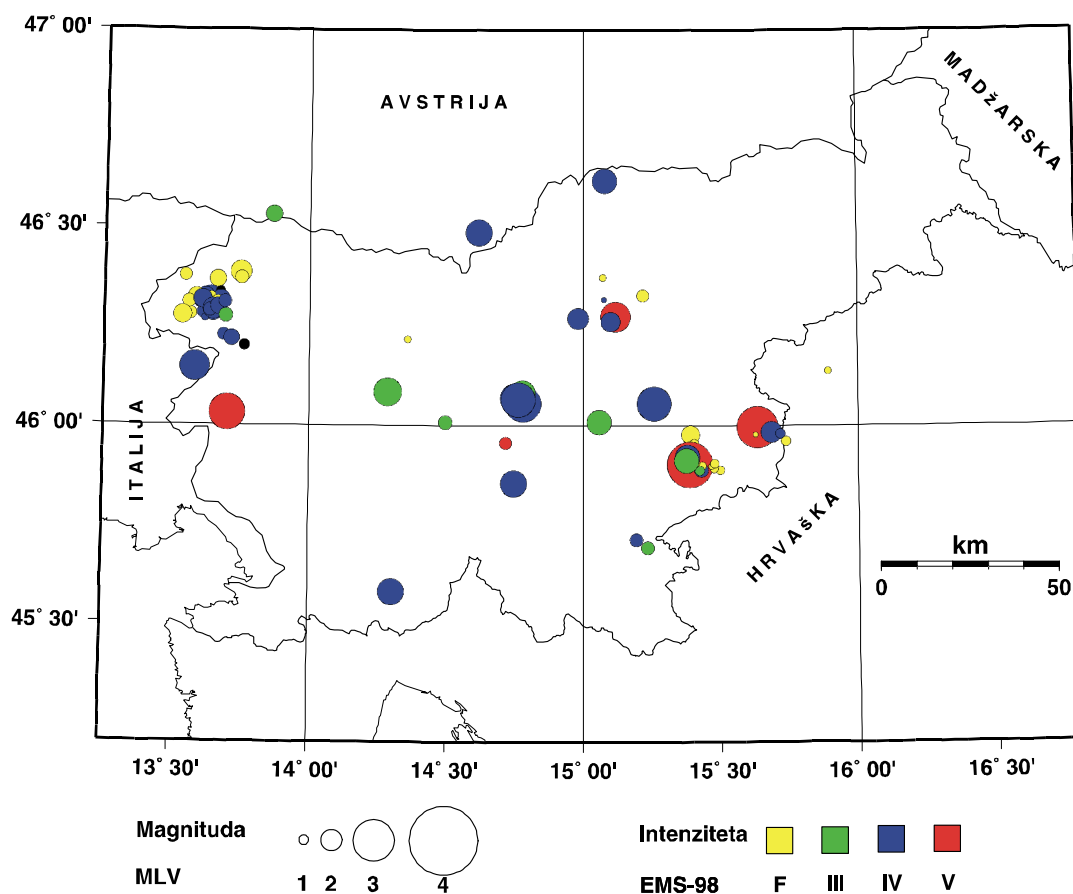 47° 00'
AVSTRIJA
MADŽARSKA
46° 30'
46° 00'
ITALIJA
HRVAŠKA
km
0 50
45° 30'
13° 30' 14° 00' 14° 30' 15° 00' 15° 30' 16° 00' 16° 30'
Magnituda
MLV 1 2 3 4
Intenziteta
EMS-98 F III IV V